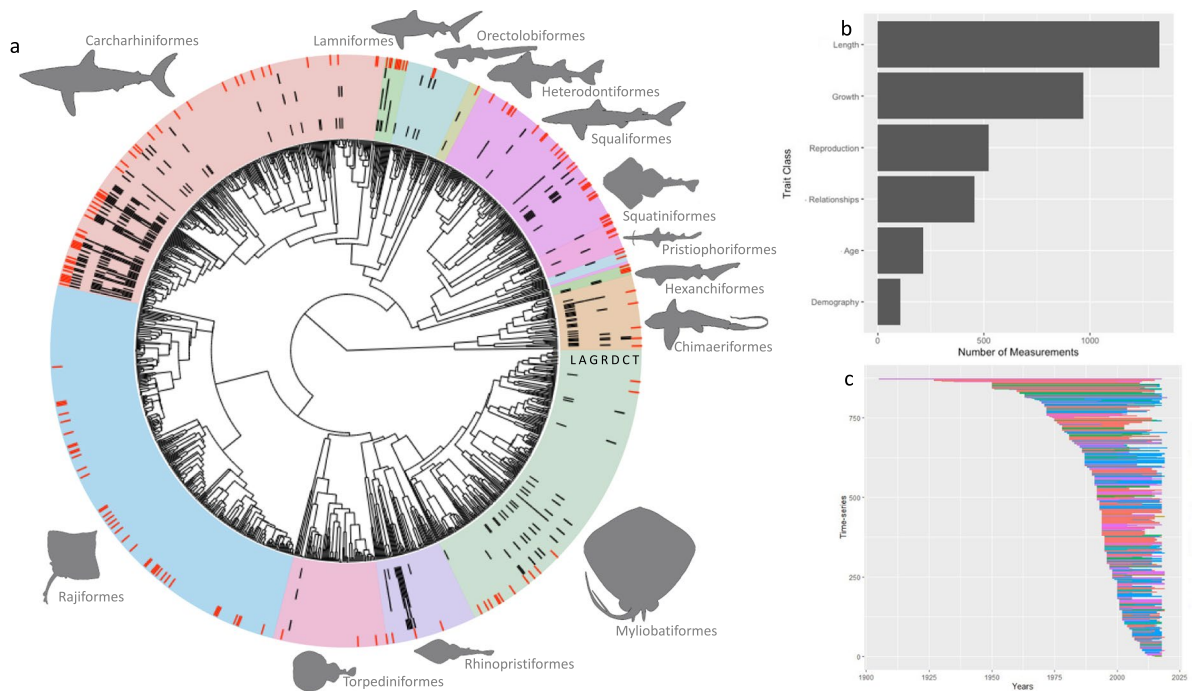 a
Carcharhiniformes
Lamniformes
Orectolobiformes
Heterodontiformes
Squaliformes
Squatiniformes
Pristiophoriformes
Hexanchiformes
Chimaeriformes
L A G R D C T
Rajiformes
Torpediniformes
Rhinopristiformes
Myliobatiformes
b
Trait Class
Length
Growth
Reproduction
- Relationships
- Age
Demography
0 500 1000
Number of Measurements
c
Time-series
750
500
250
0
1900 1925 1950 1975 2000 2025
Years